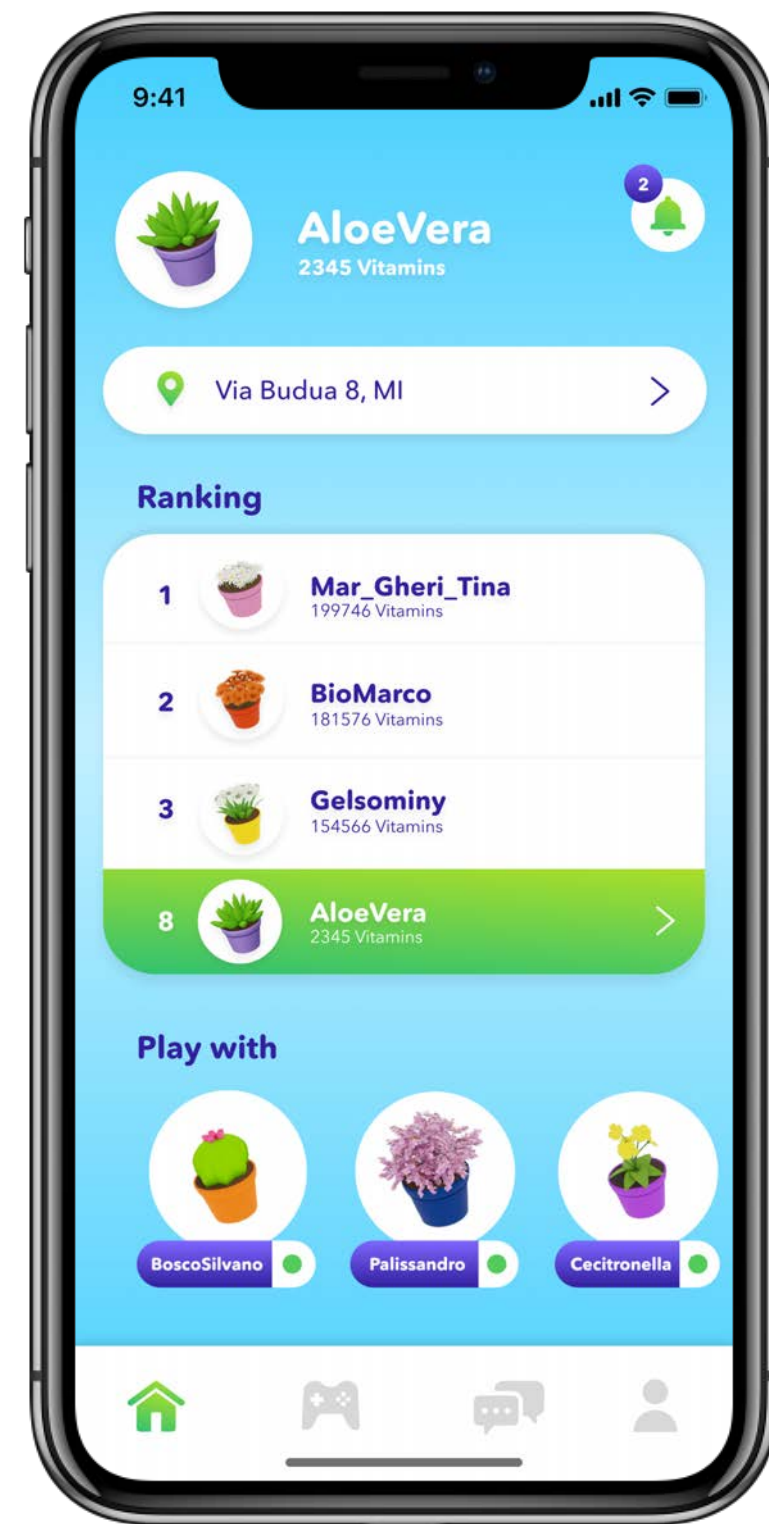 9:41
2
AloeVera
2345 Vitamins
Via Budua 8, MI
Ranking
1
Mar_Gheri_Tina
199746 Vitamins
2
BioMarco
181576 Vitamins
3
Gelsominy
154566 Vitamins
8
AloeVera
2345 Vitamins
Play with
BoscoSilvano
Palissandro
Cecitronella